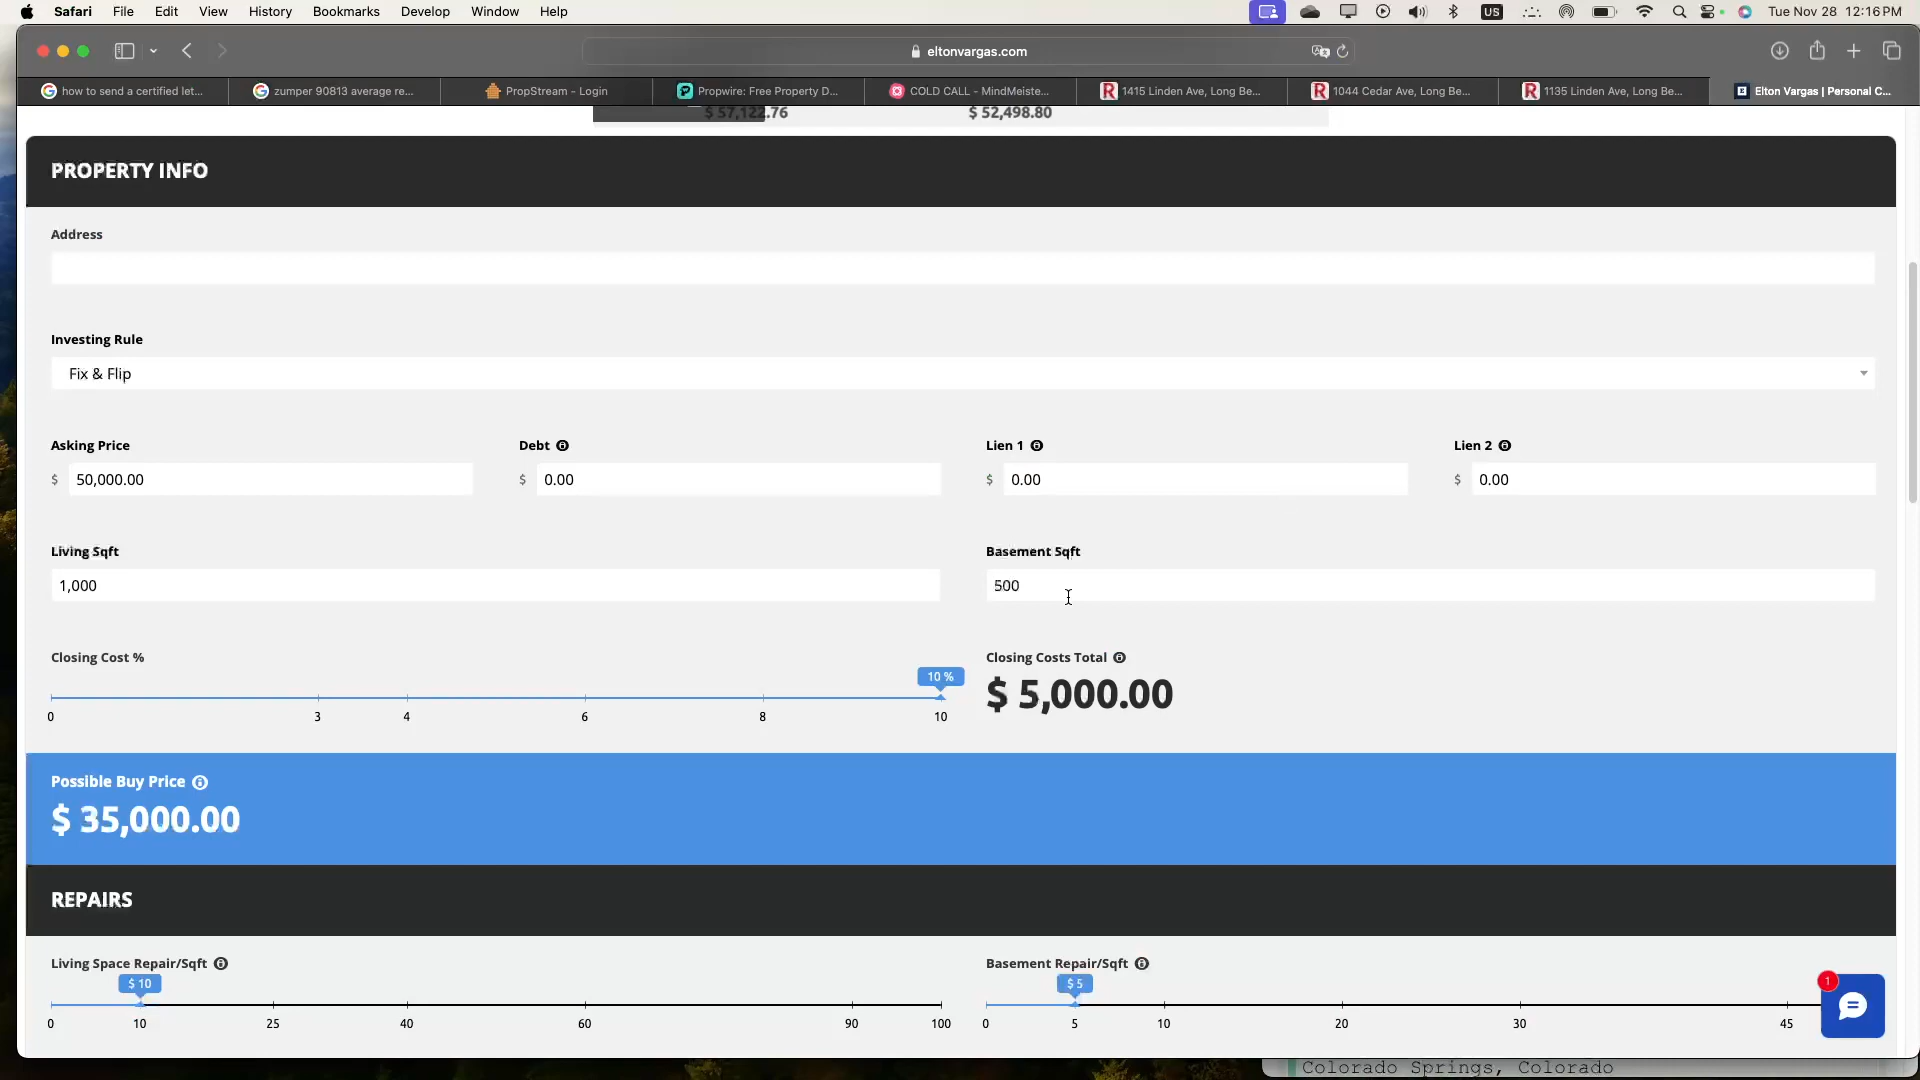 Safari File Edit View History Bookmarks Develop Window Help US Tue Nov 28 12:16 PM
eltonvargas.com
how to send a certified let...
zumper 90813 average re...
PropStream - Login
Propwire: Free Property D...
COLD CALL - MindMeiste...
1415 Linden Ave, Long Be...
1044 Cedar Ave, Long Be...
1135 Linden Ave, Long Be...
Elton Vargas | Personal C...
$ 57,122.76 $ 52,498.80
PROPERTY INFO
Address
Investing Rule
Fix & Flip
Asking Price Debt Lien 1 Lien 2
$ 50,000.00 $ 0.00 $ 0.00 $ 0.00
Living Sqft Basement Sqft
1,000 500
Closing Cost % Closing Costs Total
10 %
$ 5,000.00
0 3 4 6 8 10
Possible Buy Price
$ 35,000.00
REPAIRS
Living Space Repair/Sqft Basement Repair/Sqft
$ 10 $ 5
1
0 10 25 40 60 90 100 0 5 10 20 30 45
Colorado Springs, Colorado